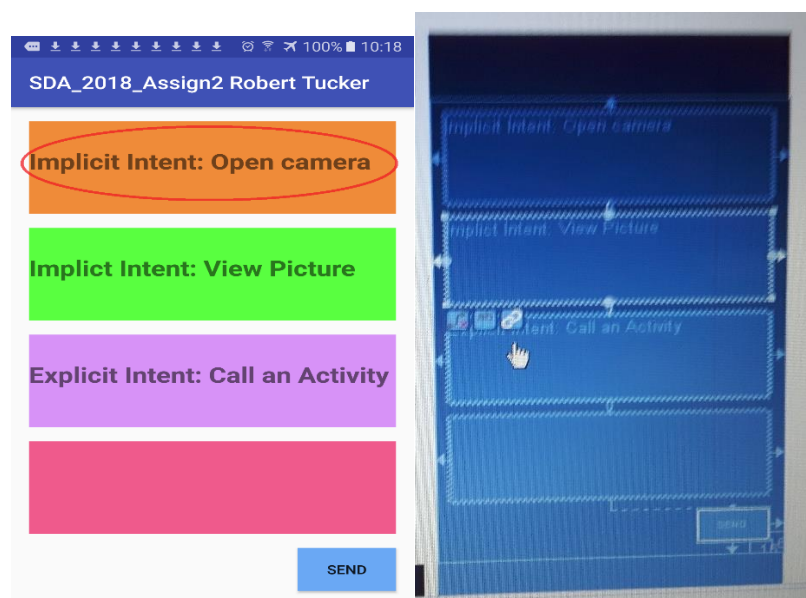 100% 10:18
SDA_2018_Assign2 Robert Tucker
Implicit Intent: Open camera
Implict Intent: View Picture
Explicit Intent: Call an Activity
SEND
Implicit Intent: Open camera
Implict Intent: View Picture
Explicit Intent: Call an Activity
SEND